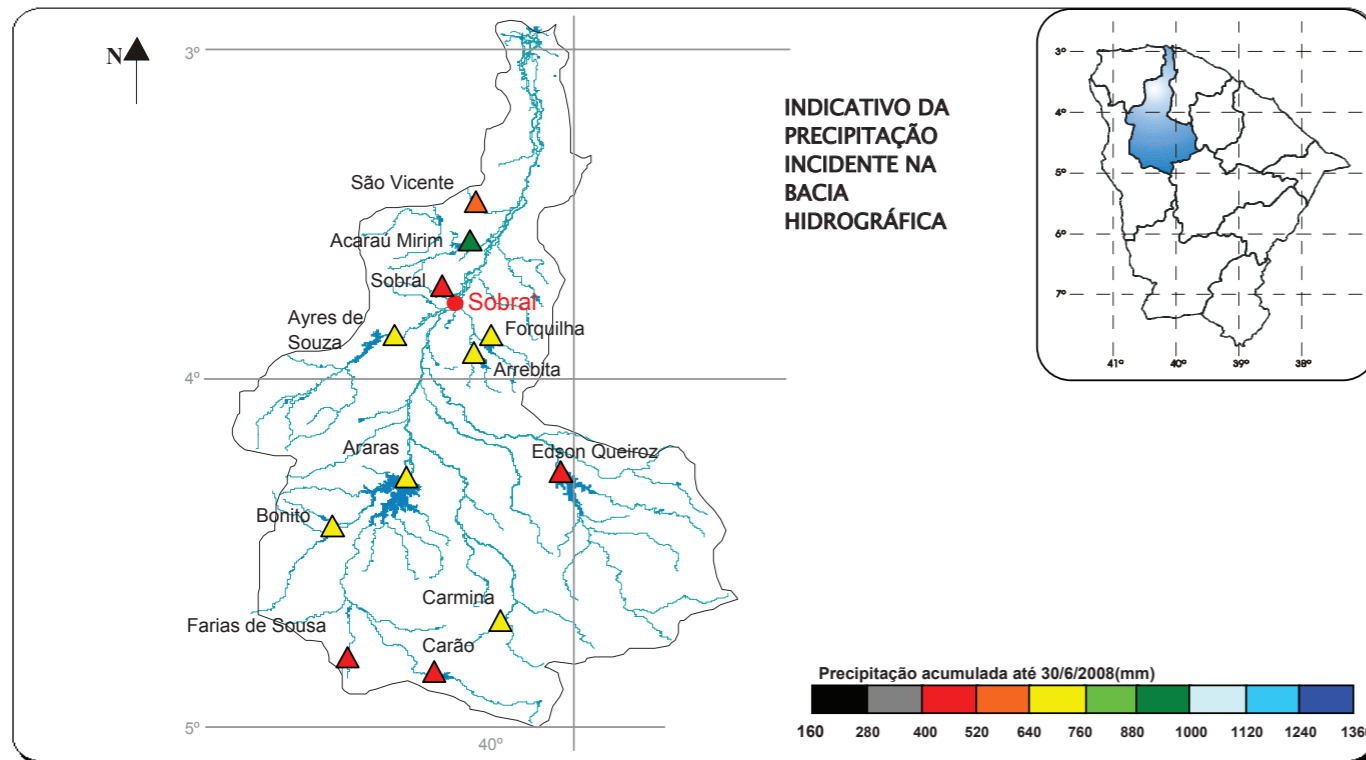 N
3º
INDICATIVO DA
PRECIPITAÇÃO
INCIDENTE NA
BACIA
HIDROGRÁFICA
3º
4º
5º
6º
7º
41º 40º 39º 38º
São Vicente
Acaraú Mirim
Sobral
Sobral
Ayres de
Souza
Forquilha
Arrebita
4º
Araras
Edson Queiroz
Bonito
Carmina
Farias de Sousa
Carão
5º
40º
Precipitação acumulada até 30/6/2008(mm)
160 280 400 520 640 760 880 1000 1120 1240 1360